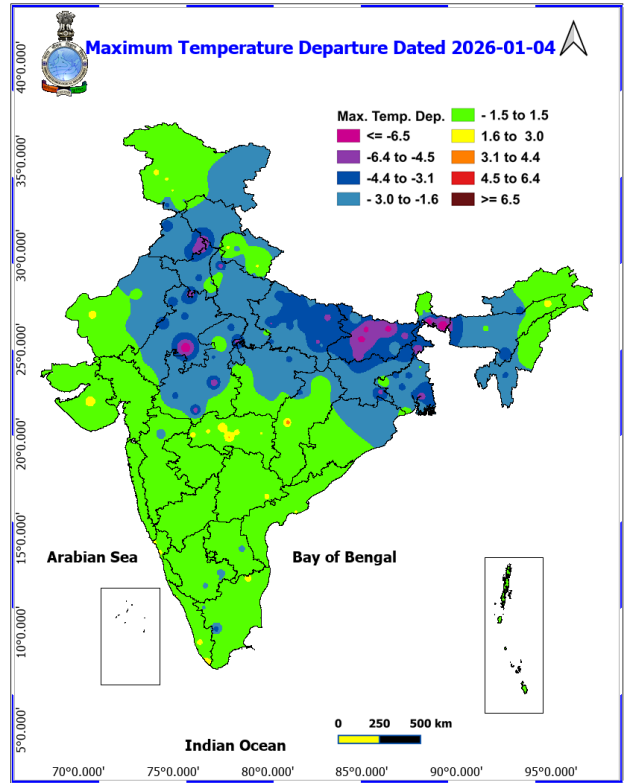 Maximum Temperature Departure Dated 2026-01-04
Max. Temp. Dep.
<= -6.5
-6.4 to -4.5
-4.4 to -3.1
- 3.0 to -1.6
- 1.5 to 1.5
1.6 to 3.0
3.1 to 4.4
4.5 to 6.4
>= 6.5
40°0.000'
35°0.000'
30°0.000'
25°0.000'
20°0.000'
15°0.000'
10°0.000'
5°0.000'
Arabian Sea
Bay of Bengal
Indian Ocean
0 250 500 km
70°0.000' 75°0.000' 80°0.000' 85°0.000' 90°0.000' 95°0.000'